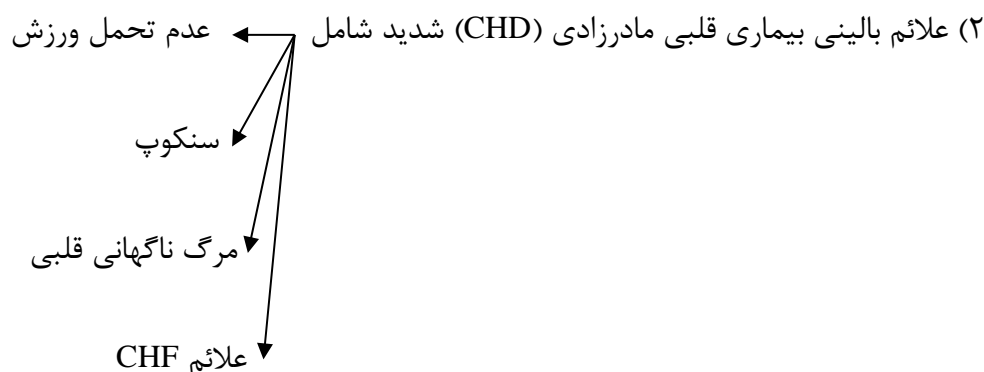 ۲) علائم بالینی بیماری قلبی مادرزادی (CHD) شدید شامل عدم تحمل ورزش
سنکوپ
مرگ ناگهانی قلبی
علائم CHF